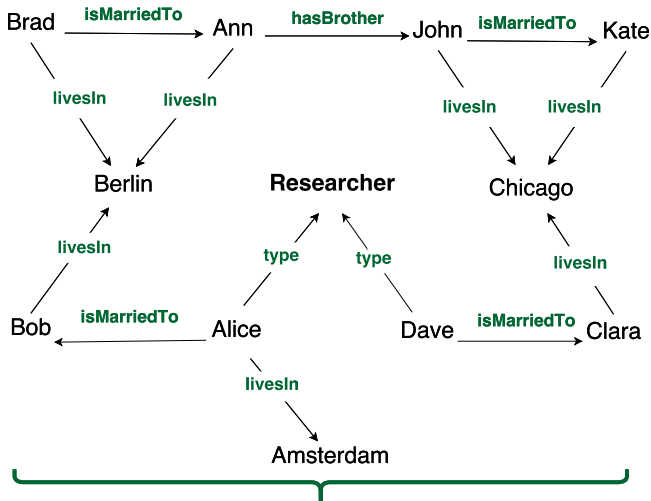 Brad isMarriedTo Ann hasBrother John isMarriedTo Kate
livesIn livesIn livesIn livesIn
Berlin Researcher Chicago
livesIn type type livesIn
Bob isMarriedTo Alice Dave isMarriedTo Clara
livesIn
Amsterdam